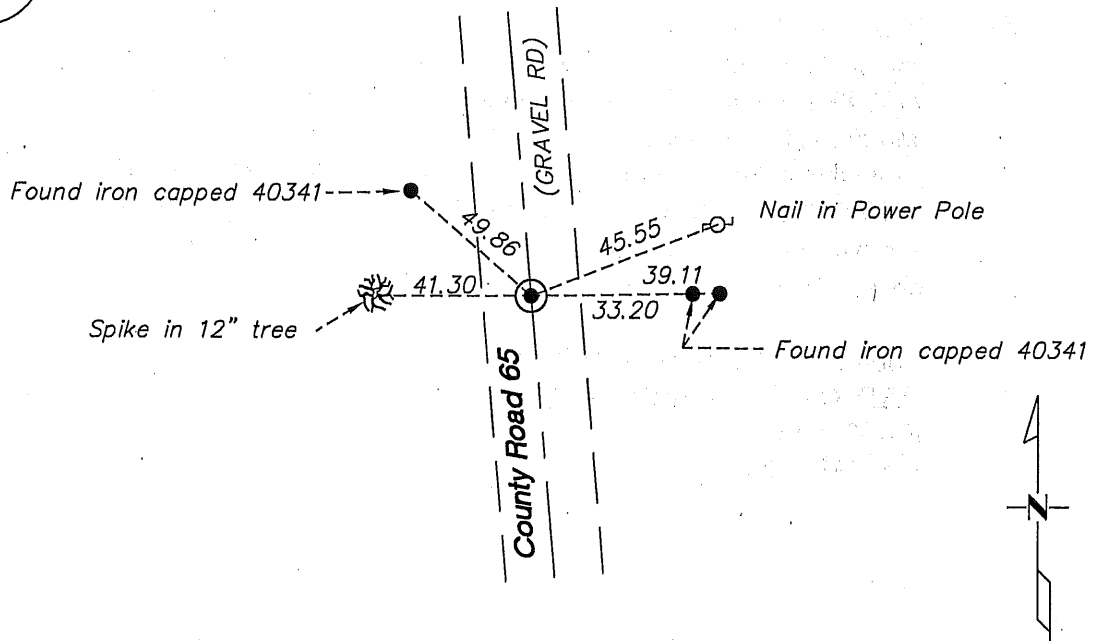 (GRAVEL RD)
Found iron capped 40341
49.86
45.55
Nail in Power Pole
41.30
39.11
33.20
Spike in 12" tree
Found iron capped 40341
County Road 65
N